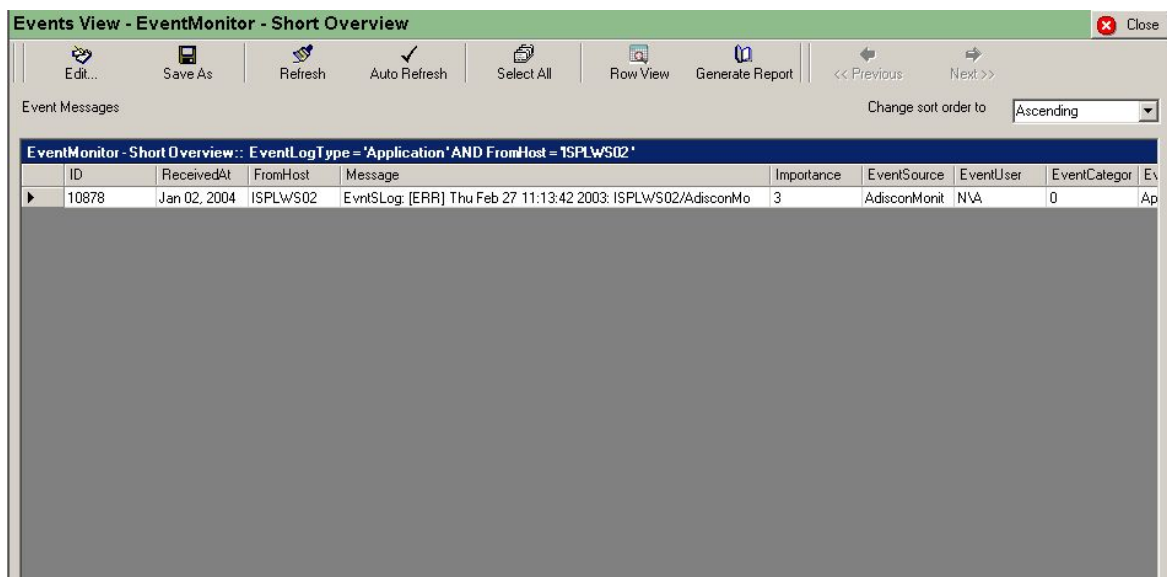 Events View - EventMonitor - Short Overview Close
Edit... Save As Refresh Auto Refresh Select All Row View Generate Report << Previous Next >>
Event Messages Change sort order to Ascending
EventMonitor - Short Overview:: EventLogType = 'Application' AND FromHost = 'ISPLWS02'
ID ReceivedAt FromHost Message Importance EventSource EventUser EventCategor Ev
10878 Jan 02, 2004 ISPLWS02 EvntSLog: [ERR] Thu Feb 27 11:13:42 2003: ISPLWS02/AdisconMo 3 AdisconMonit N\A 0 Ap